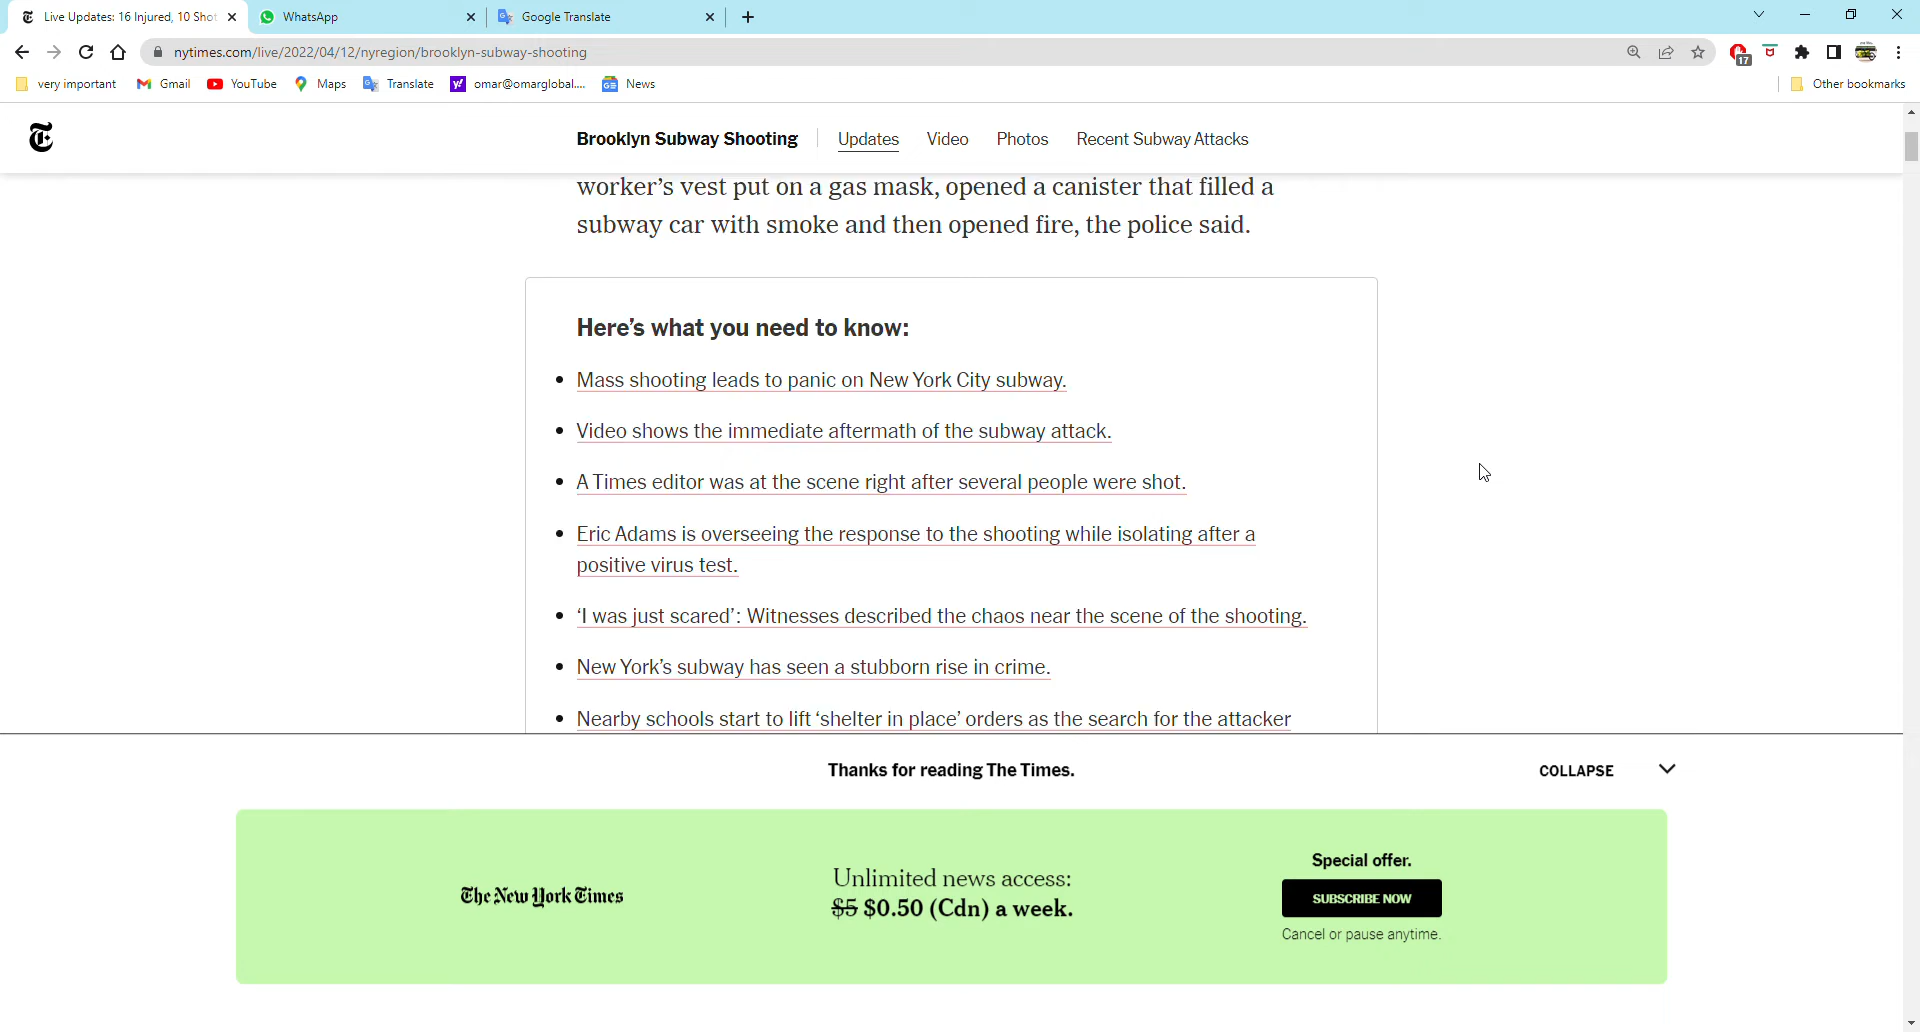 Live Updates: 16 Injured, 10 Shot
WhatsApp
Google Translate
nytimes.com/live/2022/04/12/nyregion/brooklyn-subway-shooting
17
very important
Gmail
YouTube
Maps
Translate
omar@omarglobal....
News
Other bookmarks
Brooklyn Subway Shooting
Updates
Video
Photos
Recent Subway Attacks
worker’s vest put on a gas mask, opened a canister that filled a
subway car with smoke and then opened fire, the police said.
Here’s what you need to know:
Mass shooting leads to panic on New York City subway.
Video shows the immediate aftermath of the subway attack.
A Times editor was at the scene right after several people were shot.
Eric Adams is overseeing the response to the shooting while isolating after a
positive virus test.
‘I was just scared’: Witnesses described the chaos near the scene of the shooting.
New York’s subway has seen a stubborn rise in crime.
Nearby schools start to lift ‘shelter in place’ orders as the search for the attacker
Thanks for reading The Times.
COLLAPSE
The New York Times
Unlimited news access:
$5 $0.50 (Cdn) a week.
Special offer.
SUBSCRIBE NOW
Cancel or pause anytime.